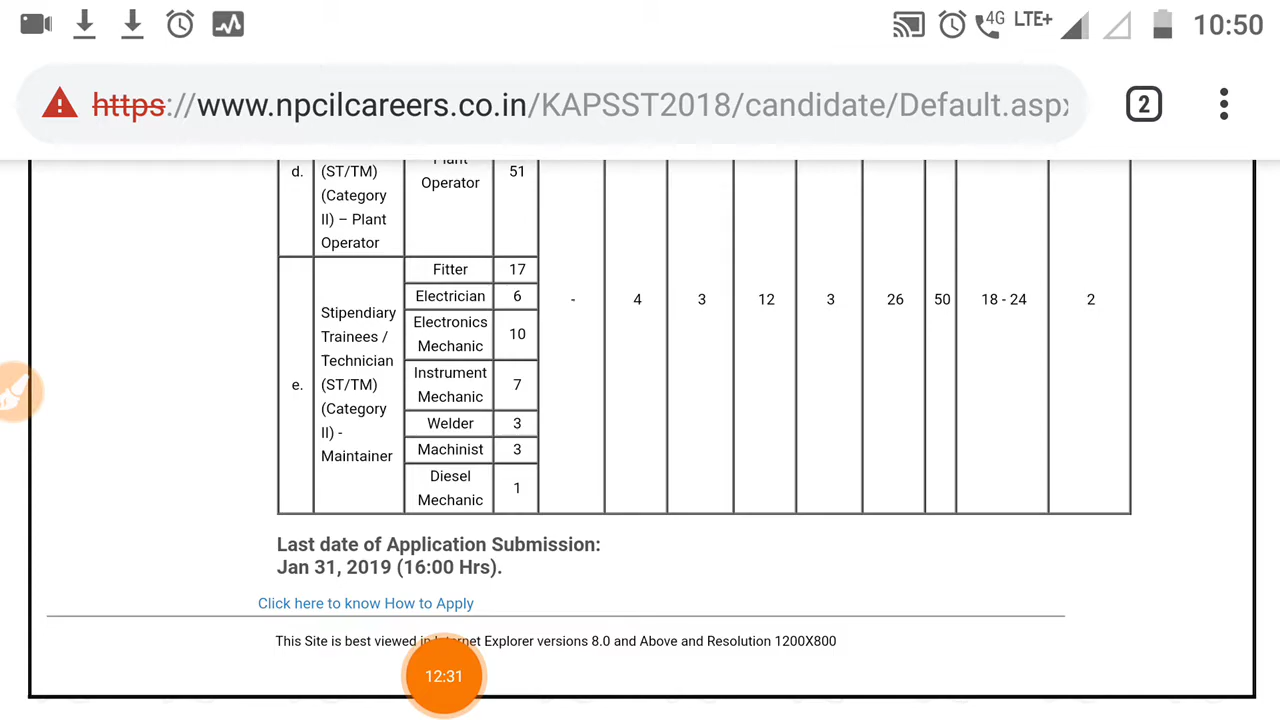 4G LTE+ 10:50
https://www.npcilcareers.co.in/KAPSST2018/candidate/Default.asp 2
d. (ST/TM) (Category II) – Plant Operator Plant Operator 51
e. Stipendiary Trainees / Technician (ST/TM) (Category II) - Maintainer
Fitter 17
Electrician 6
- 4 3 12 3 26 50 18 - 24 2
Electronics Mechanic 10
Instrument Mechanic 7
Welder 3
Machinist 3
Diesel Mechanic 1
Last date of Application Submission:
Jan 31, 2019 (16:00 Hrs).
Click here to know How to Apply
This Site is best viewed in Internet Explorer versions 8.0 and Above and Resolution 1200X800
12:31